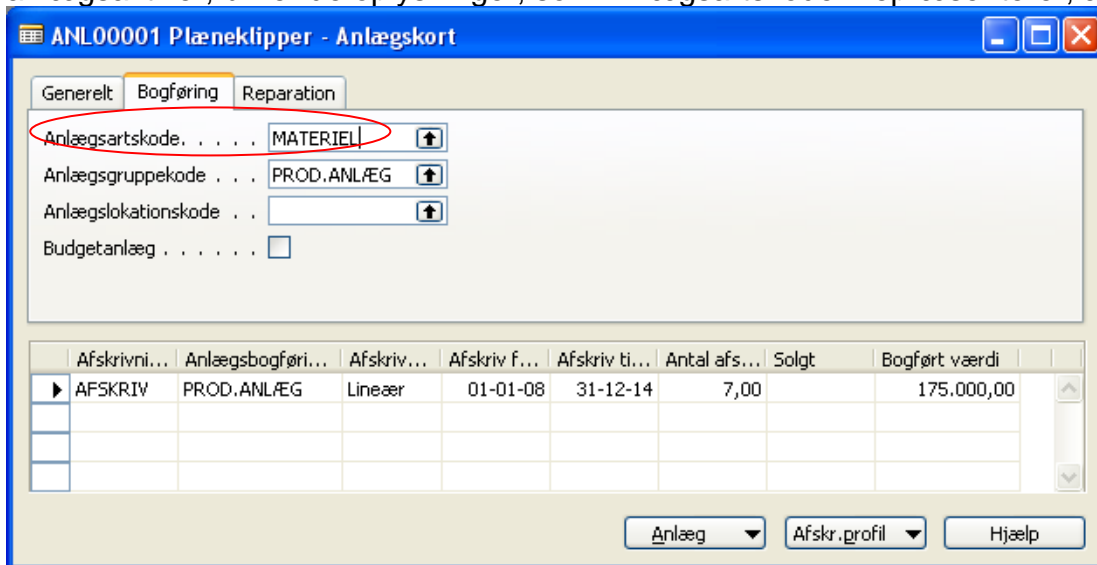 ANL00001 Plæneklipper - Anlægskort
Generelt Bogføring Reparation
Anlægsartskode. . . . . MATERIEL
Anlægsgruppekode . . . PROD.ANLÆG
Anlægslokationskode . .
Budgetanlæg . . . . . .
Afskrivni... Anlægsbogføri... Afskriv... Afskriv f... Afskriv ti... Antal afs... Solgt Bogført værdi
AFSKRIV PROD.ANLÆG Lineær 01-01-08 31-12-14 7,00 175.000,00
Anlæg Afskr.profil Hjælp